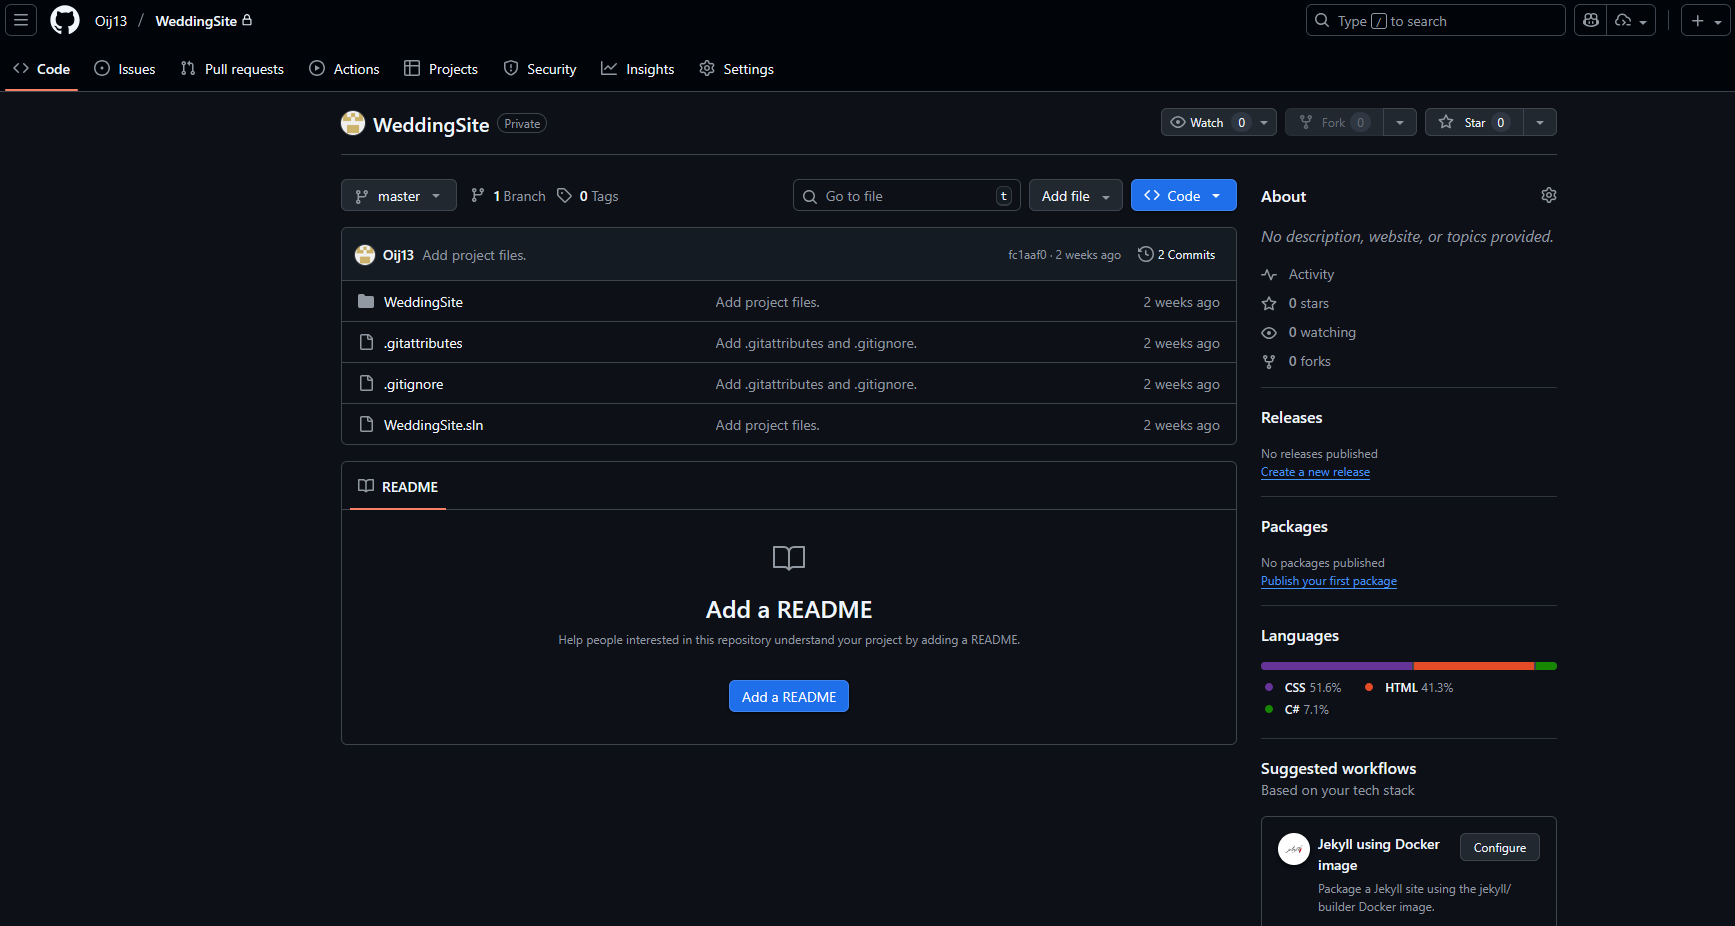 Oij13 / WeddingSite
Type / to search
Code Issues Pull requests Actions Projects Security Insights Settings
WeddingSite Private
Watch 0 Fork 0 Star 0
master 1 Branch 0 Tags
Go to file t Add file Code
Oij13 Add project files. fc1aaf0 · 2 weeks ago 2 Commits
WeddingSite Add project files. 2 weeks ago
.gitattributes Add .gitattributes and .gitignore. 2 weeks ago
.gitignore Add .gitattributes and .gitignore. 2 weeks ago
WeddingSite.sln Add project files. 2 weeks ago
README
Add a README
Help people interested in this repository understand your project by adding a README.
Add a README
About
No description, website, or topics provided.
Activity
0 stars
0 watching
0 forks
Releases
No releases published
Create a new release
Packages
No packages published
Publish your first package
Languages
CSS 51.6% HTML 41.3%
C# 7.1%
Suggested workflows
Based on your tech stack
Jekyll using Docker
image
Configure
Package a Jekyll site using the jekyll/
builder Docker image.